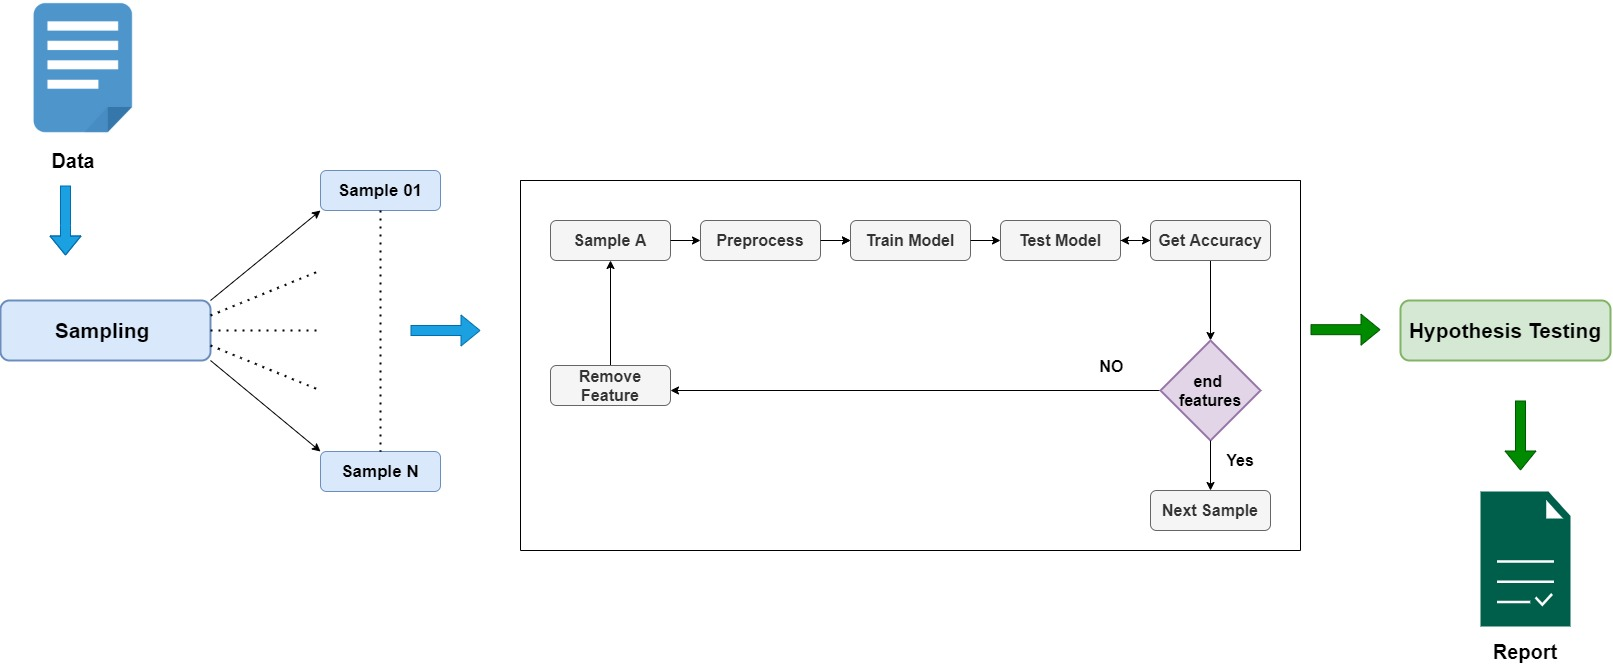 Data
Sampling
Sample 01
Sample N
Sample A
Preprocess
Train Model
Test Model
Get Accuracy
Remove
Feature
NO
end
features
Yes
Next Sample
Hypothesis Testing
Report